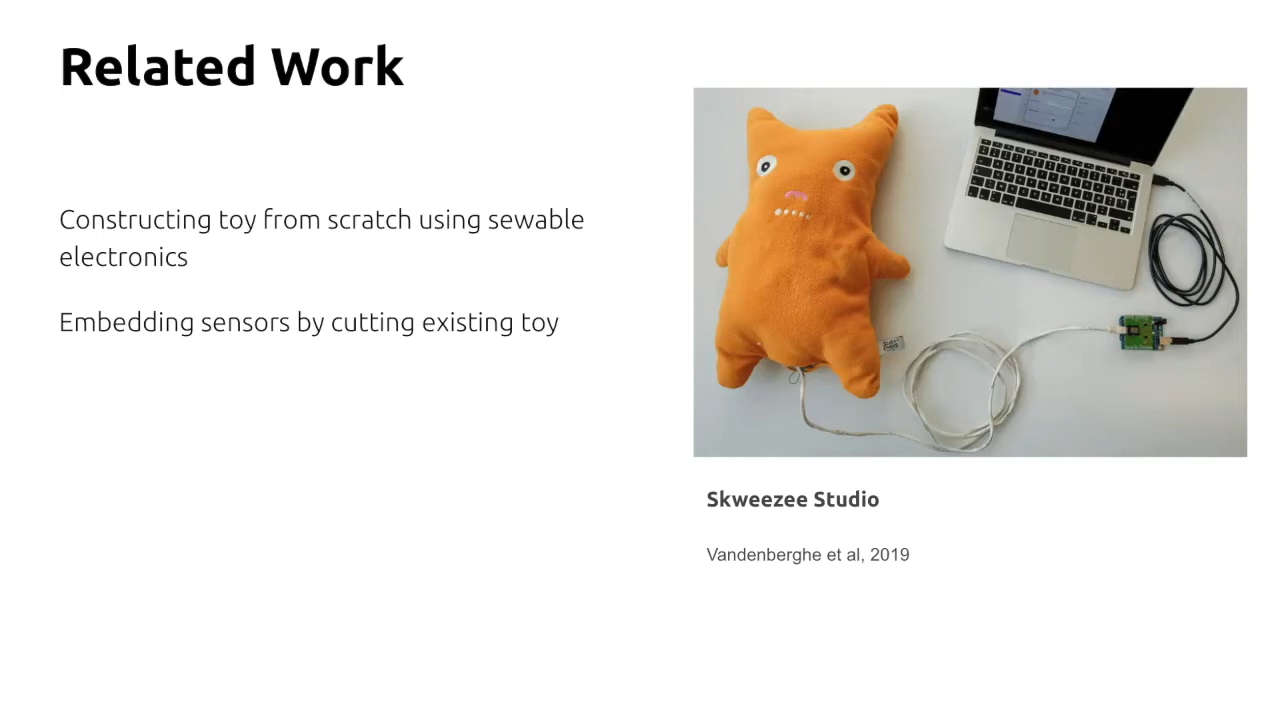 Related Work
Constructing toy from scratch using sewable
electronics
Embedding sensors by cutting existing toy
Skweezee Studio
Vandenberghe et al, 2019